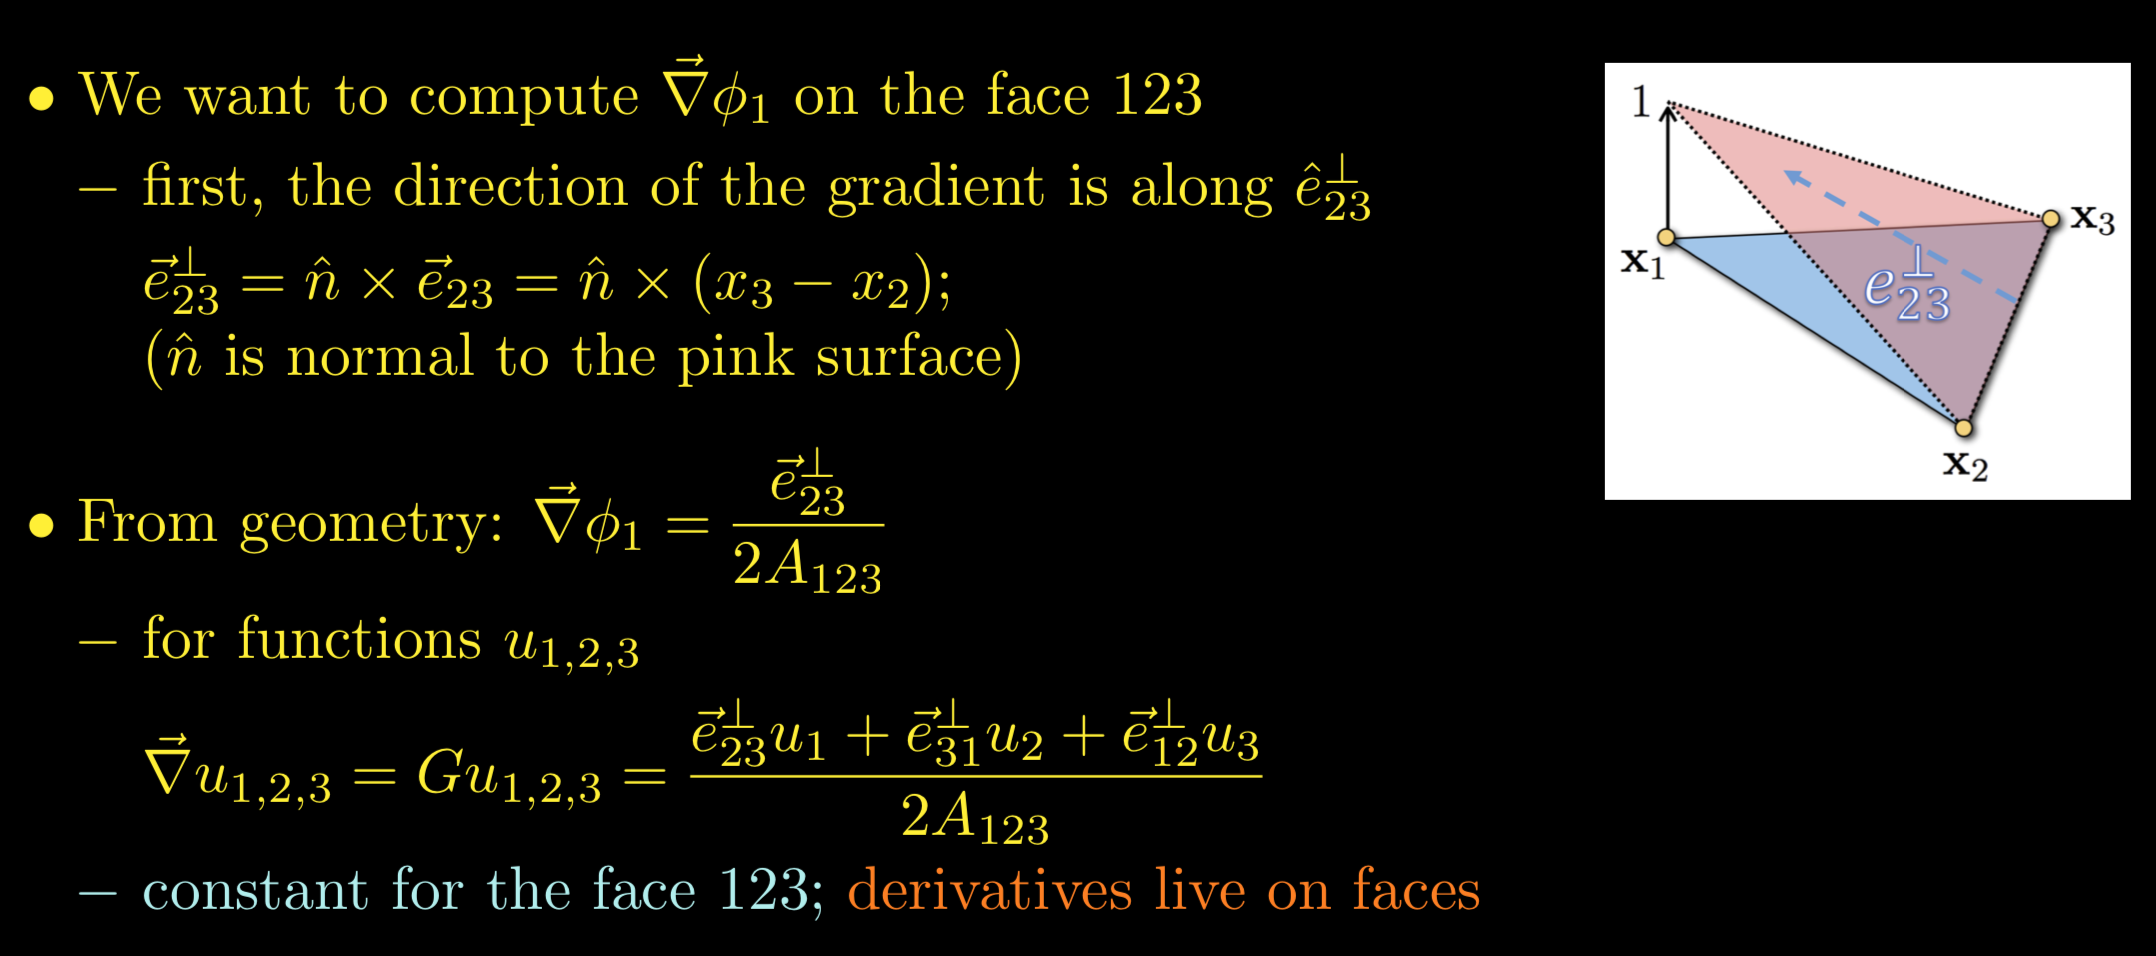 • We want to compute $\vec{\nabla}\phi_1$ on the face 123
– first, the direction of the gradient is along $\hat{e}_{23}^{\perp}$
$\vec{e}_{23}^{\perp} = \hat{n} \times \vec{e}_{23} = \hat{n} \times (x_3 - x_2);$
($\hat{n}$ is normal to the pink surface)
• From geometry: $\vec{\nabla}\phi_1 = \frac{\vec{e}_{23}^{\perp}}{2A_{123}}$
– for functions $u_{1,2,3}$
$\vec{\nabla}u_{1,2,3} = Gu_{1,2,3} = \frac{\vec{e}_{23}^{\perp}u_1 + \vec{e}_{31}^{\perp}u_2 + \vec{e}_{12}^{\perp}u_3}{2A_{123}}$
– constant for the face 123; derivatives live on faces
1
$\mathbf{x}_3$
$\mathbf{x}_1$
$e_{23}^{\perp}$
$\mathbf{x}_2$